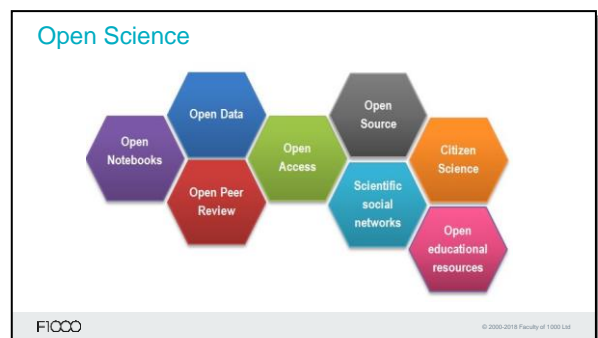 Open Science
Open
Notebooks
Open Data
Open Peer
Review
Open
Access
Open
Source
Scientific
social
networks
Citizen
Science
Open
educational
resources
F1000
© 2000-2018 Faculty of 1000 Ltd